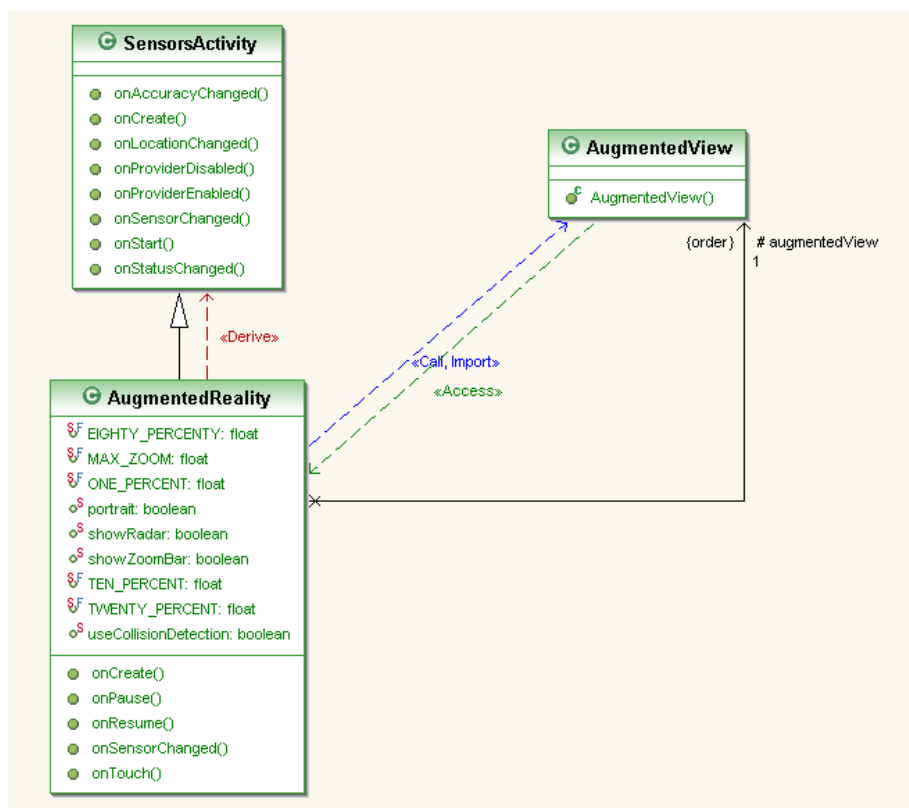 SensorsActivity
onAccuracyChanged()
onCreate()
onLocationChanged()
onProviderDisabled()
onProviderEnabled()
onSensorChanged()
onStart()
onStatusChanged()
AugmentedView
AugmentedView()
{order} # augmentedView
1
«Derive»
«Call, Import»
«Access»
AugmentedReality
EIGHTY_PERCENTY: float
MAX_ZOOM: float
ONE_PERCENT: float
portrait: boolean
showRadar: boolean
showZoomBar: boolean
TEN_PERCENT: float
TWENTY_PERCENT: float
useCollisionDetection: boolean
onCreate()
onPause()
onResume()
onSensorChanged()
onTouch()